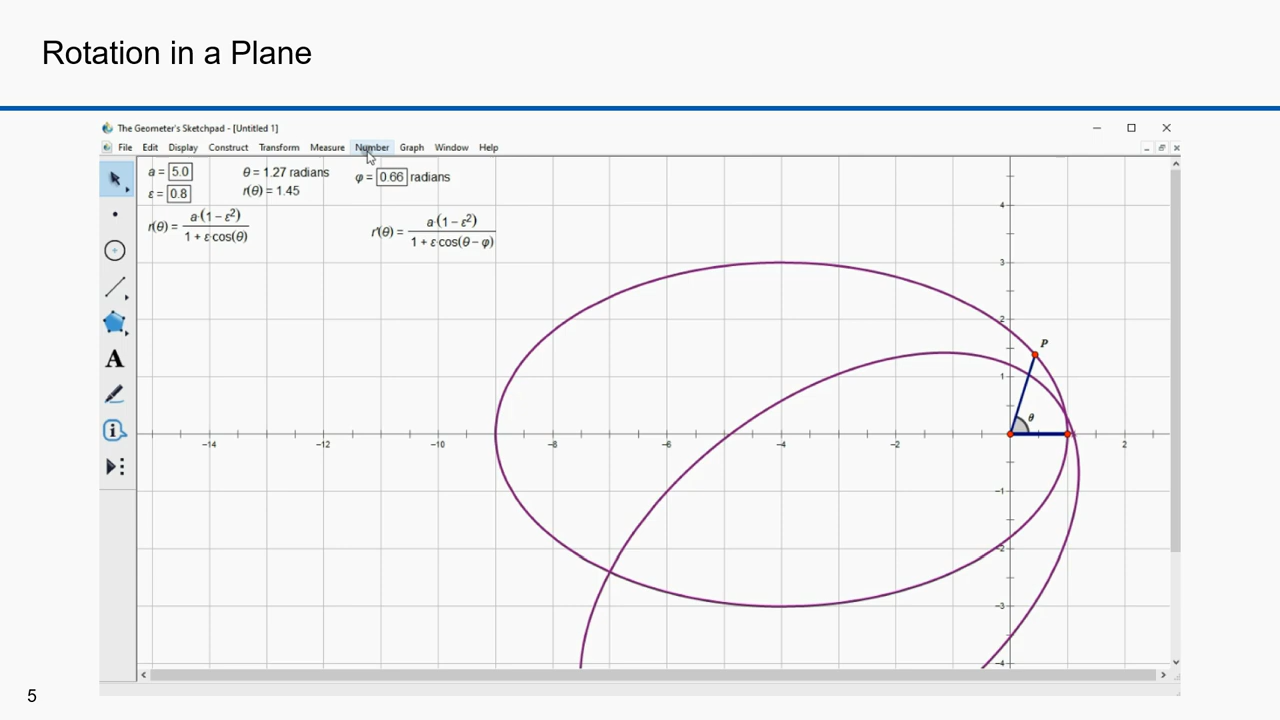 Rotation in a Plane
The Geometer's Sketchpad - [Untitled 1]
File Edit Display Construct Transform Measure Number Graph Window Help
a = 5.0
θ = 1.27 radians
φ = 0.66 radians
ε = 0.8
r(θ) = 1.45
r(θ) = a·(1 − ε²) / 1 + ε·cos(θ)
r'(θ) = a·(1 − ε²) / 1 + ε·cos(θ − φ)
4
3
2
P
1
θ
−14 −12 −10 −8 −6 −4 −2 2
−1
−2
−3
−4
A
5